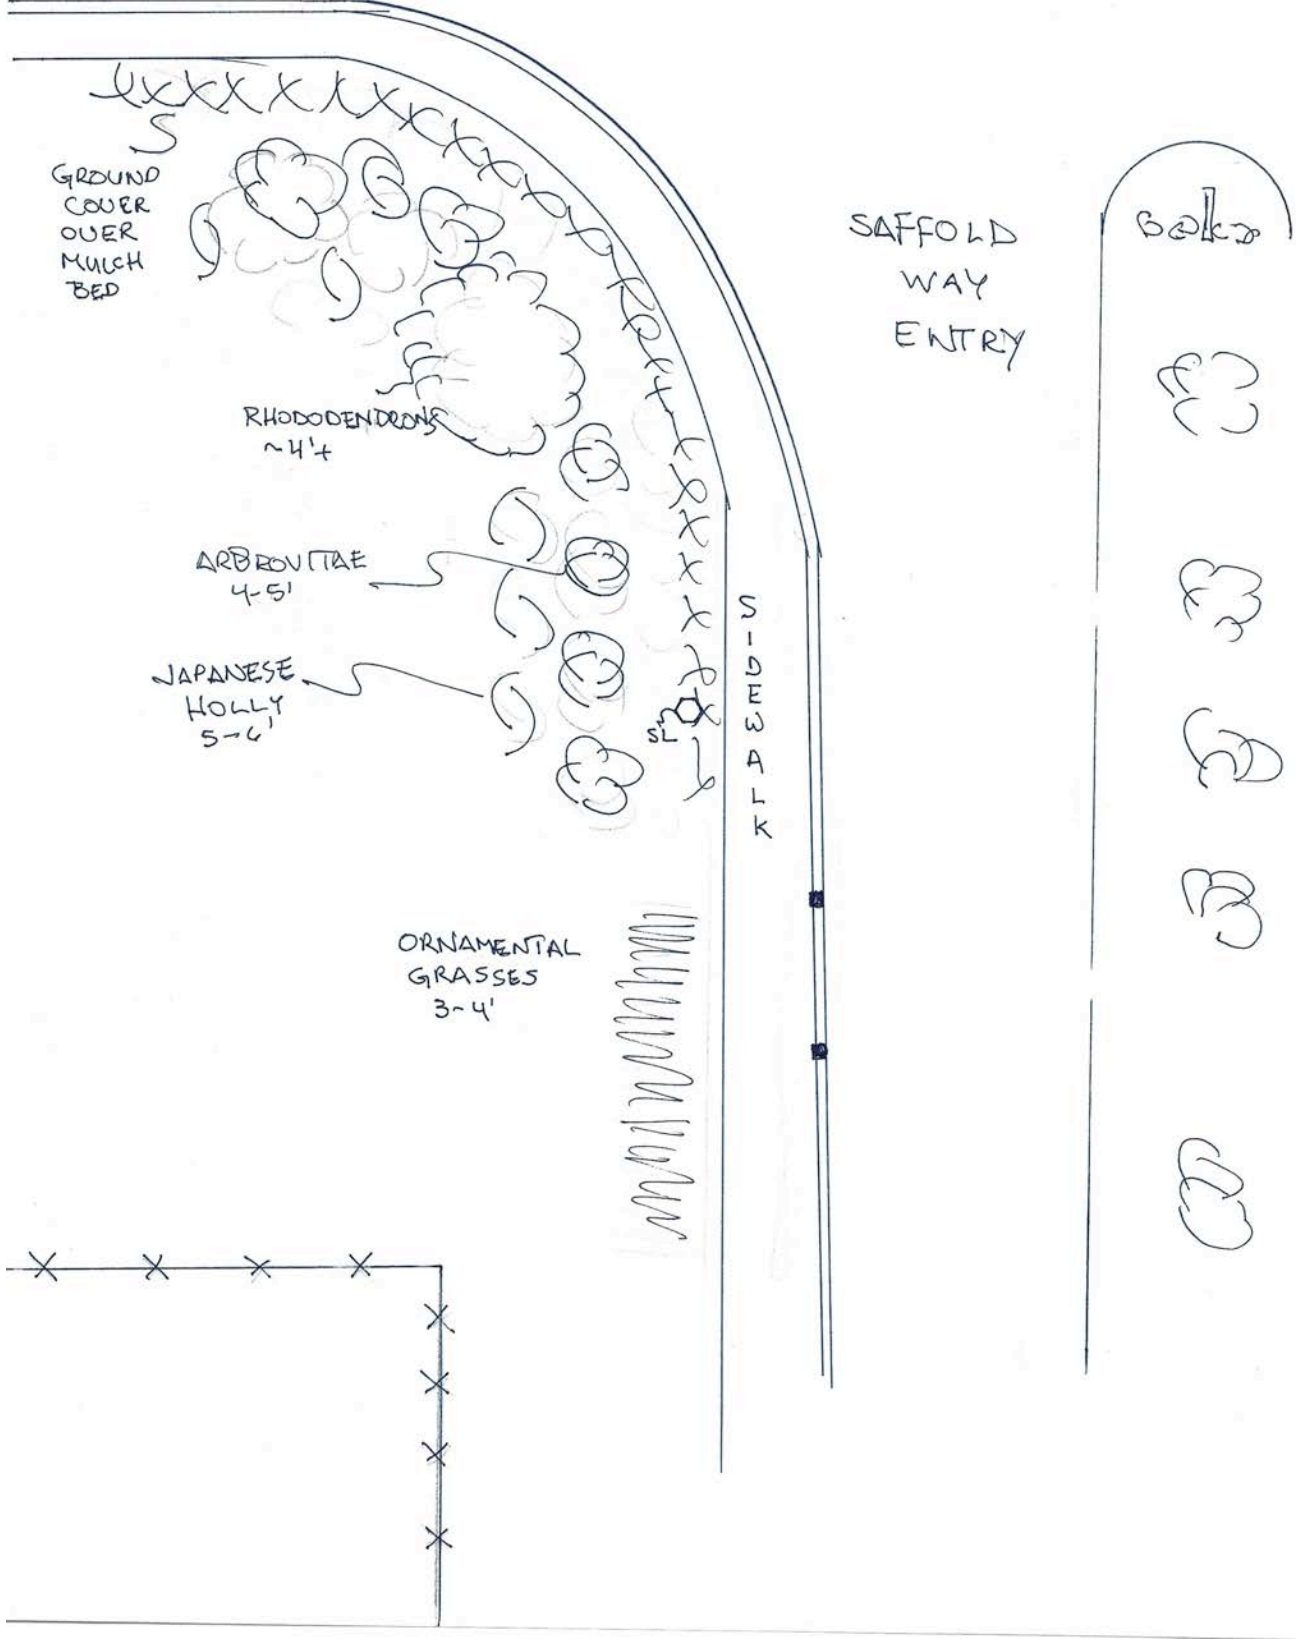 GROUND
COVER
OVER
MULCH
BED
SAFFOLD
WAY
ENTRY
RHODODENDRONS
~4'+
ARBROVITAE
4-5'
JAPANESE
HOLLY
5-6'
SL
SIDEWALK
ORNAMENTAL
GRASSES
3-4'